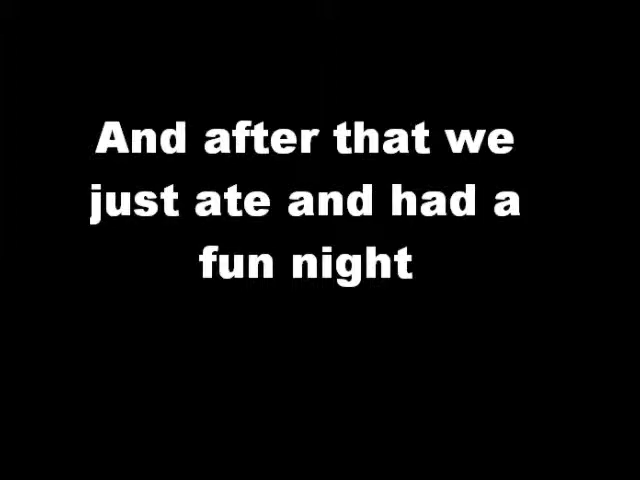 And after that we
just ate and had a
fun night